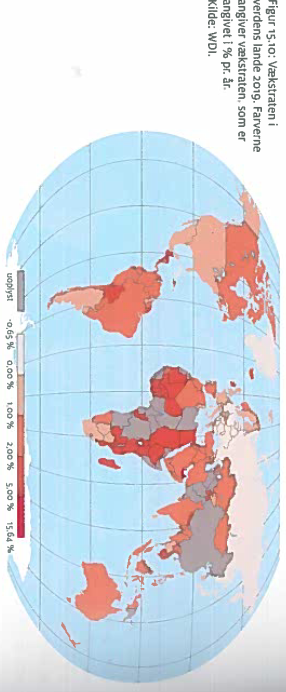 Figur 15.10: Vækstraten i
verdens lande 2019. Farverne
angiver vækstraten, som er
angivet i % pr. år.
Kilde: WDI.
uoplyst
-0,65 % 0,00 % 1,00 % 2,00 % 5,00 % 15,64 %